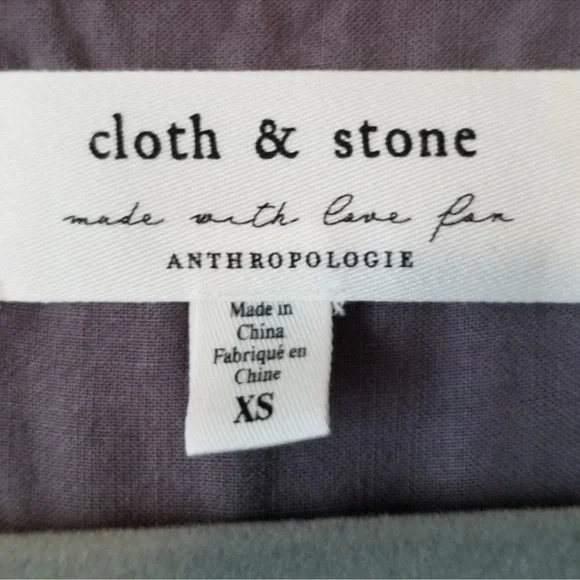 cloth & stone
made with love for
ANTHROPOLOGIE
Made in
China
Fabriqué en
Chine
XS